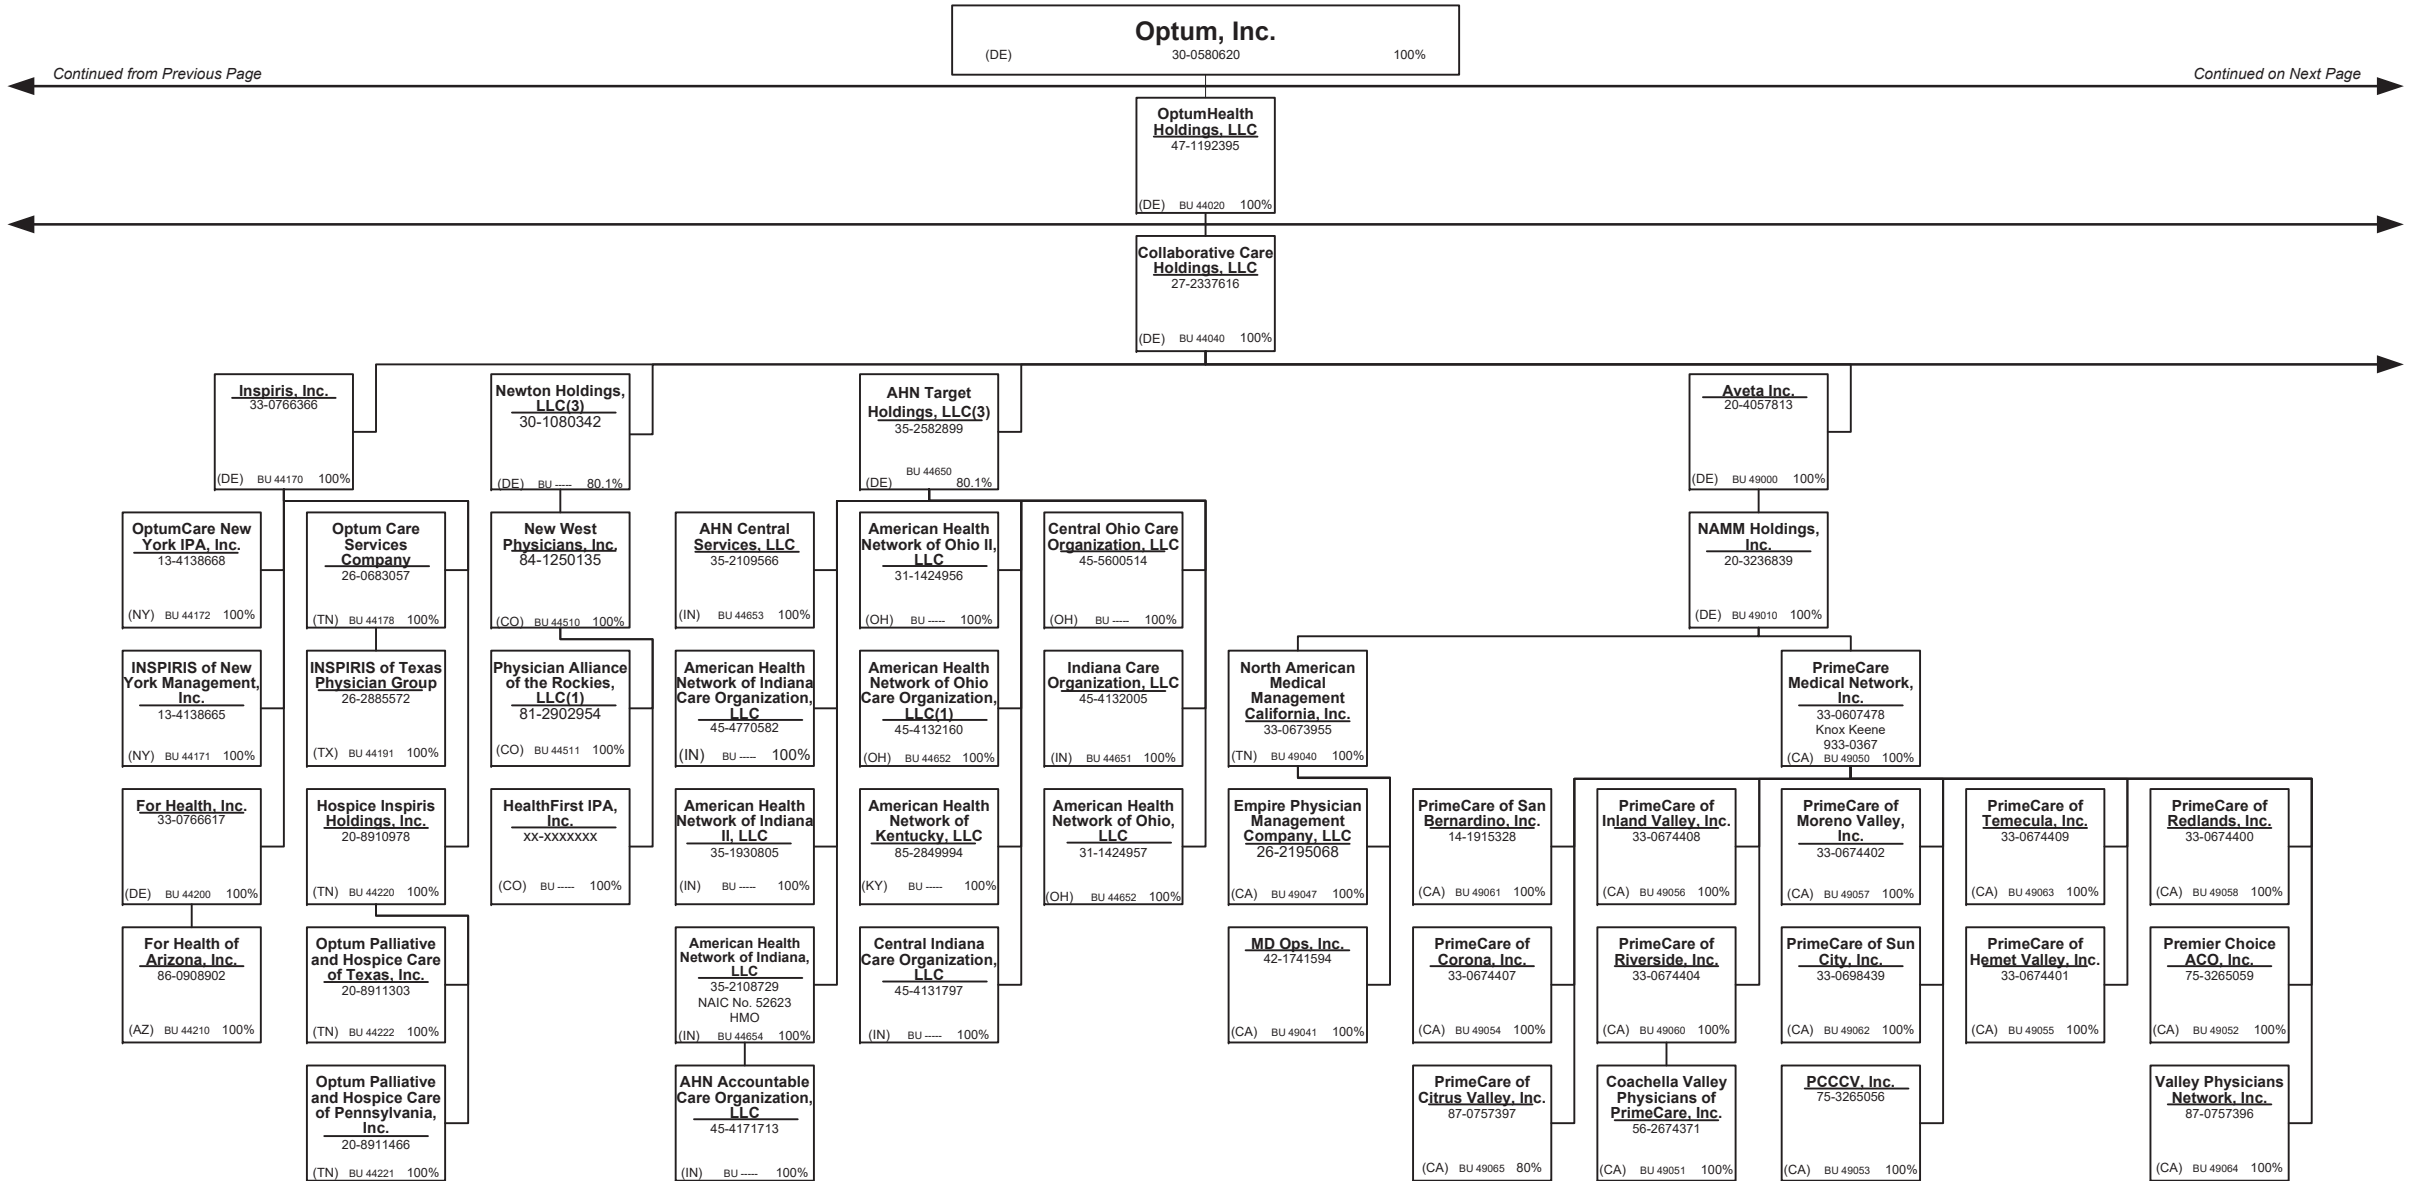 Optum, Inc.
(DE) 30-0580620 100%
Continued from Previous Page
Continued on Next Page
OptumHealth
Holdings, LLC
47-1192395
(DE) BU 44020 100%
Collaborative Care
Holdings, LLC
27-2337616
(DE) BU 44040 100%
Inspiris, Inc.
33-0766366
(DE) BU 44170 100%
Newton Holdings,
LLC(3)
30-1080342
(DE) BU ----- 80.1%
AHN Target
Holdings, LLC(3)
35-2582899
BU 44650
(DE) 80.1%
Aveta Inc.
20-4057813
(DE) BU 49000 100%
OptumCare New
York IPA, Inc.
13-4138668
(NY) BU 44172 100%
Optum Care
Services
Company
26-0683057
(TN) BU 44178 100%
New West
Physicians, Inc.
84-1250135
(CO) BU 44510 100%
AHN Central
Services, LLC
35-2109566
(IN) BU 44653 100%
American Health
Network of Ohio II,
LLC
31-1424956
(OH) BU ----- 100%
Central Ohio Care
Organization, LLC
45-5600514
(OH) BU ----- 100%
NAMM Holdings,
Inc.
20-3236839
(DE) BU 49010 100%
INSPIRIS of New
York Management,
Inc.
13-4138665
(NY) BU 44171 100%
INSPIRIS of Texas
Physician Group
26-2885572
(TX) BU 44191 100%
Physician Alliance
of the Rockies,
LLC(1)
81-2902954
(CO) BU 44511 100%
American Health
Network of Indiana
Care Organization,
LLC
45-4770582
(IN) BU ----- 100%
American Health
Network of Ohio
Care Organization,
LLC(1)
45-4132160
(OH) BU 44652 100%
Indiana Care
Organization, LLC
45-4132005
(IN) BU 44651 100%
North American
Medical
Management
California, Inc.
33-0673955
(TN) BU 49040 100%
PrimeCare
Medical Network,
Inc.
33-0607478
Knox Keene
933-0367
(CA) BU 49050 100%
For Health, Inc.
33-0766617
(DE) BU 44200 100%
Hospice Inspiris
Holdings, Inc.
20-8910978
(TN) BU 44220 100%
HealthFirst IPA,
Inc.
xx-xxxxxxx
(CO) BU ----- 100%
American Health
Network of Indiana
II, LLC
35-1930805
(IN) BU ----- 100%
American Health
Network of
Kentucky, LLC
85-2849994
(KY) BU ----- 100%
American Health
Network of Ohio,
LLC
31-1424957
(OH) BU 44652 100%
Empire Physician
Management
Company, LLC
26-2195068
(CA) BU 49047 100%
PrimeCare of San
Bernardino, Inc.
14-1915328
(CA) BU 49061 100%
PrimeCare of
Inland Valley, Inc.
33-0674408
(CA) BU 49056 100%
PrimeCare of
Moreno Valley,
Inc.
33-0674402
(CA) BU 49057 100%
PrimeCare of
Temecula, Inc.
33-0674409
(CA) BU 49063 100%
PrimeCare of
Redlands, Inc.
33-0674400
(CA) BU 49058 100%
For Health of
Arizona, Inc.
86-0908902
(AZ) BU 44210 100%
Optum Palliative
and Hospice Care
of Texas, Inc.
20-8911303
(TN) BU 44222 100%
American Health
Network of Indiana,
LLC
35-2108729
NAIC No. 52623
HMO
(IN) BU 44654 100%
Central Indiana
Care Organization,
LLC
45-4131797
(IN) BU ----- 100%
MD Ops, Inc.
42-1741594
(CA) BU 49041 100%
PrimeCare of
Corona, Inc.
33-0674407
(CA) BU 49054 100%
PrimeCare of
Riverside, Inc.
33-0674404
(CA) BU 49060 100%
PrimeCare of Sun
City, Inc.
33-0698439
(CA) BU 49062 100%
PrimeCare of
Hemet Valley, Inc.
33-0674401
(CA) BU 49055 100%
Premier Choice
ACO, Inc.
75-3265059
(CA) BU 49052 100%
Optum Palliative
and Hospice Care
of Pennsylvania,
Inc.
20-8911466
(TN) BU 44221 100%
AHN Accountable
Care Organization,
LLC
45-4171713
(IN) BU ----- 100%
PrimeCare of
Citrus Valley, Inc.
87-0757397
(CA) BU 49065 80%
Coachella Valley
Physicians of
PrimeCare, Inc.
56-2674371
(CA) BU 49051 100%
PCCCV, Inc.
75-3265056
(CA) BU 49053 100%
Valley Physicians
Network, Inc.
87-0757396
(CA) BU 49064 100%